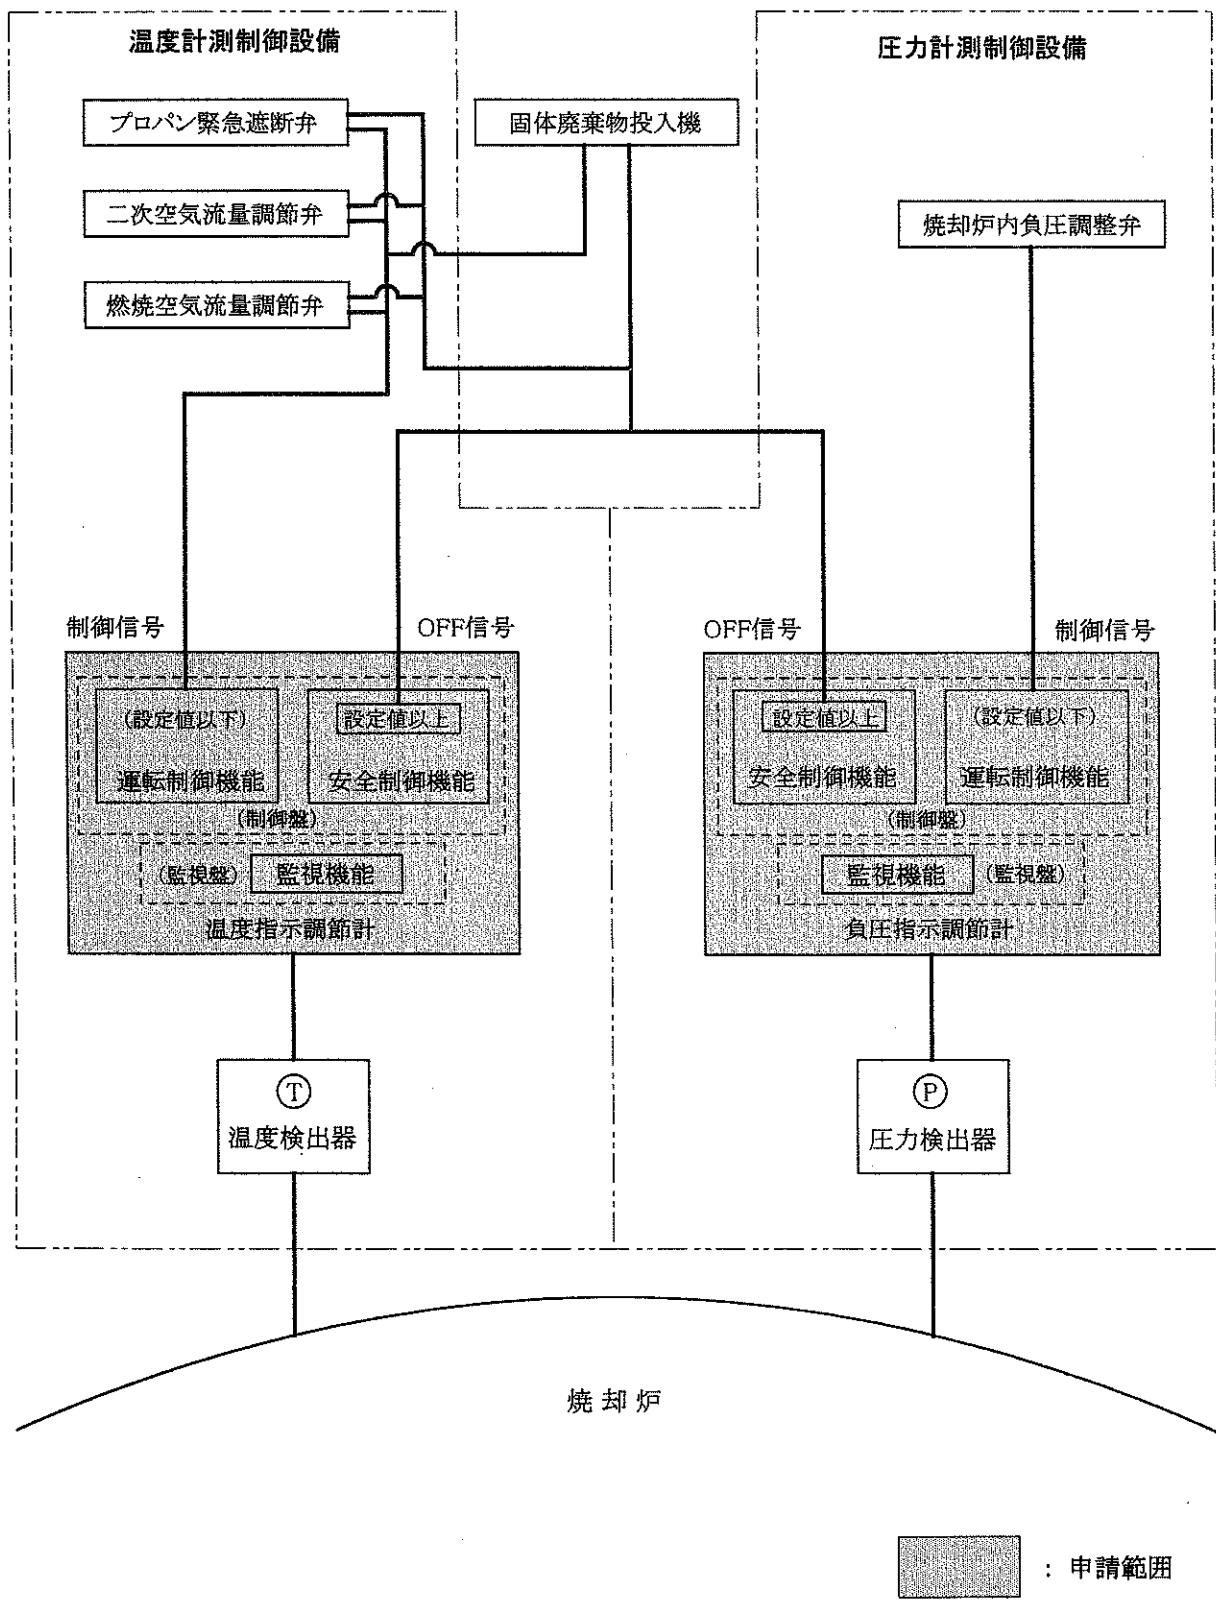 温度計測制御設備
圧力計測制御設備
プロパン緊急遮断弁
固体廃棄物投入機
二次空気流量調節弁
焼却炉内負圧調整弁
燃焼空気流量調節弁
制御信号
OFF信号
OFF信号
制御信号
(設定値以下)
設定値以上
運転制御機能
安全制御機能
(制御盤)
(監視盤)
監視機能
温度指示調節計
設定値以上
(設定値以下)
安全制御機能
運転制御機能
(制御盤)
監視機能
(監視盤)
負圧指示調節計
T
温度検出器
P
圧力検出器
焼却炉
：申請範囲